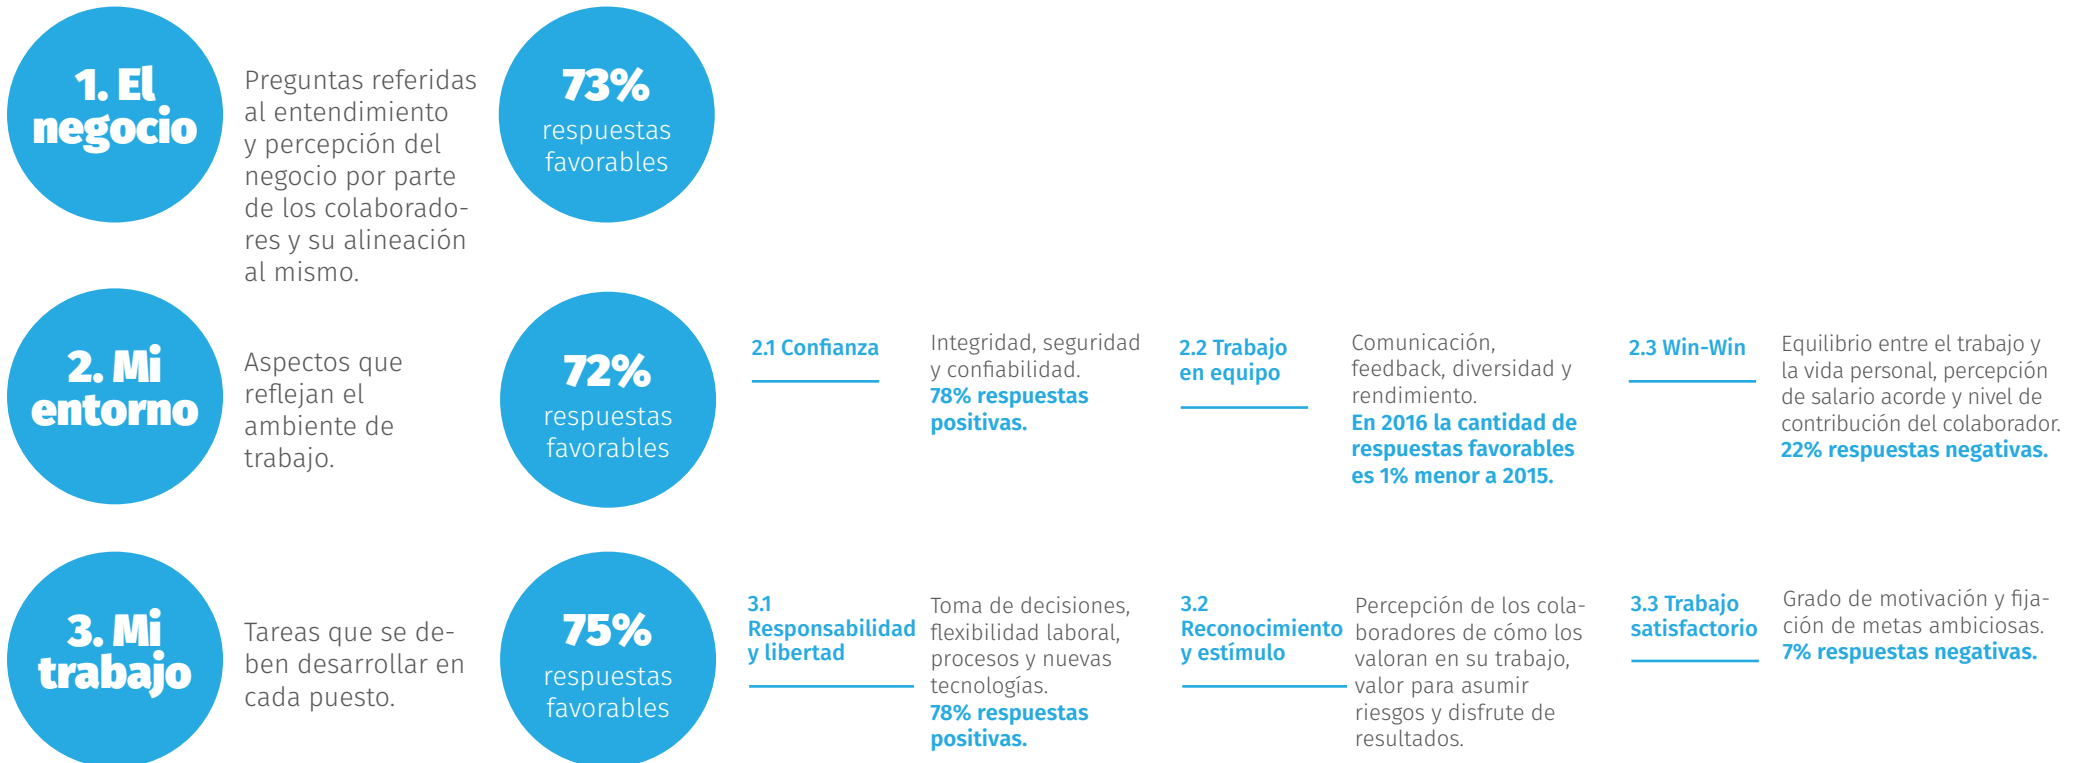 1. El
negocio
Preguntas referidas
al entendimiento
y percepción del
negocio por parte
de los colaborado-
res y su alineación
al mismo.
73%
respuestas
favorables
2. Mi
entorno
Aspectos que
reflejan el
ambiente de
trabajo.
72%
respuestas
favorables
2.1 Confianza
Integridad, seguridad
y confiabilidad.
78% respuestas
positivas.
2.2 Trabajo
en equipo
Comunicación,
feedback, diversidad y
rendimiento.
En 2016 la cantidad de
respuestas favorables
es 1% menor a 2015.
2.3 Win-Win
Equilibrio entre el trabajo y
la vida personal, percepción
de salario acorde y nivel de
contribución del colaborador.
22% respuestas negativas.
3. Mi
trabajo
Tareas que se de-
ben desarrollar en
cada puesto.
75%
respuestas
favorables
3.1
Responsabilidad
y libertad
Toma de decisiones,
flexibilidad laboral,
procesos y nuevas
tecnologías.
78% respuestas
positivas.
3.2
Reconocimiento
y estímulo
Percepción de los cola-
boradores de cómo los
valoran en su trabajo,
valor para asumir
riesgos y disfrute de
resultados.
3.3 Trabajo
satisfactorio
Grado de motivación y fija-
ción de metas ambiciosas.
7% respuestas negativas.